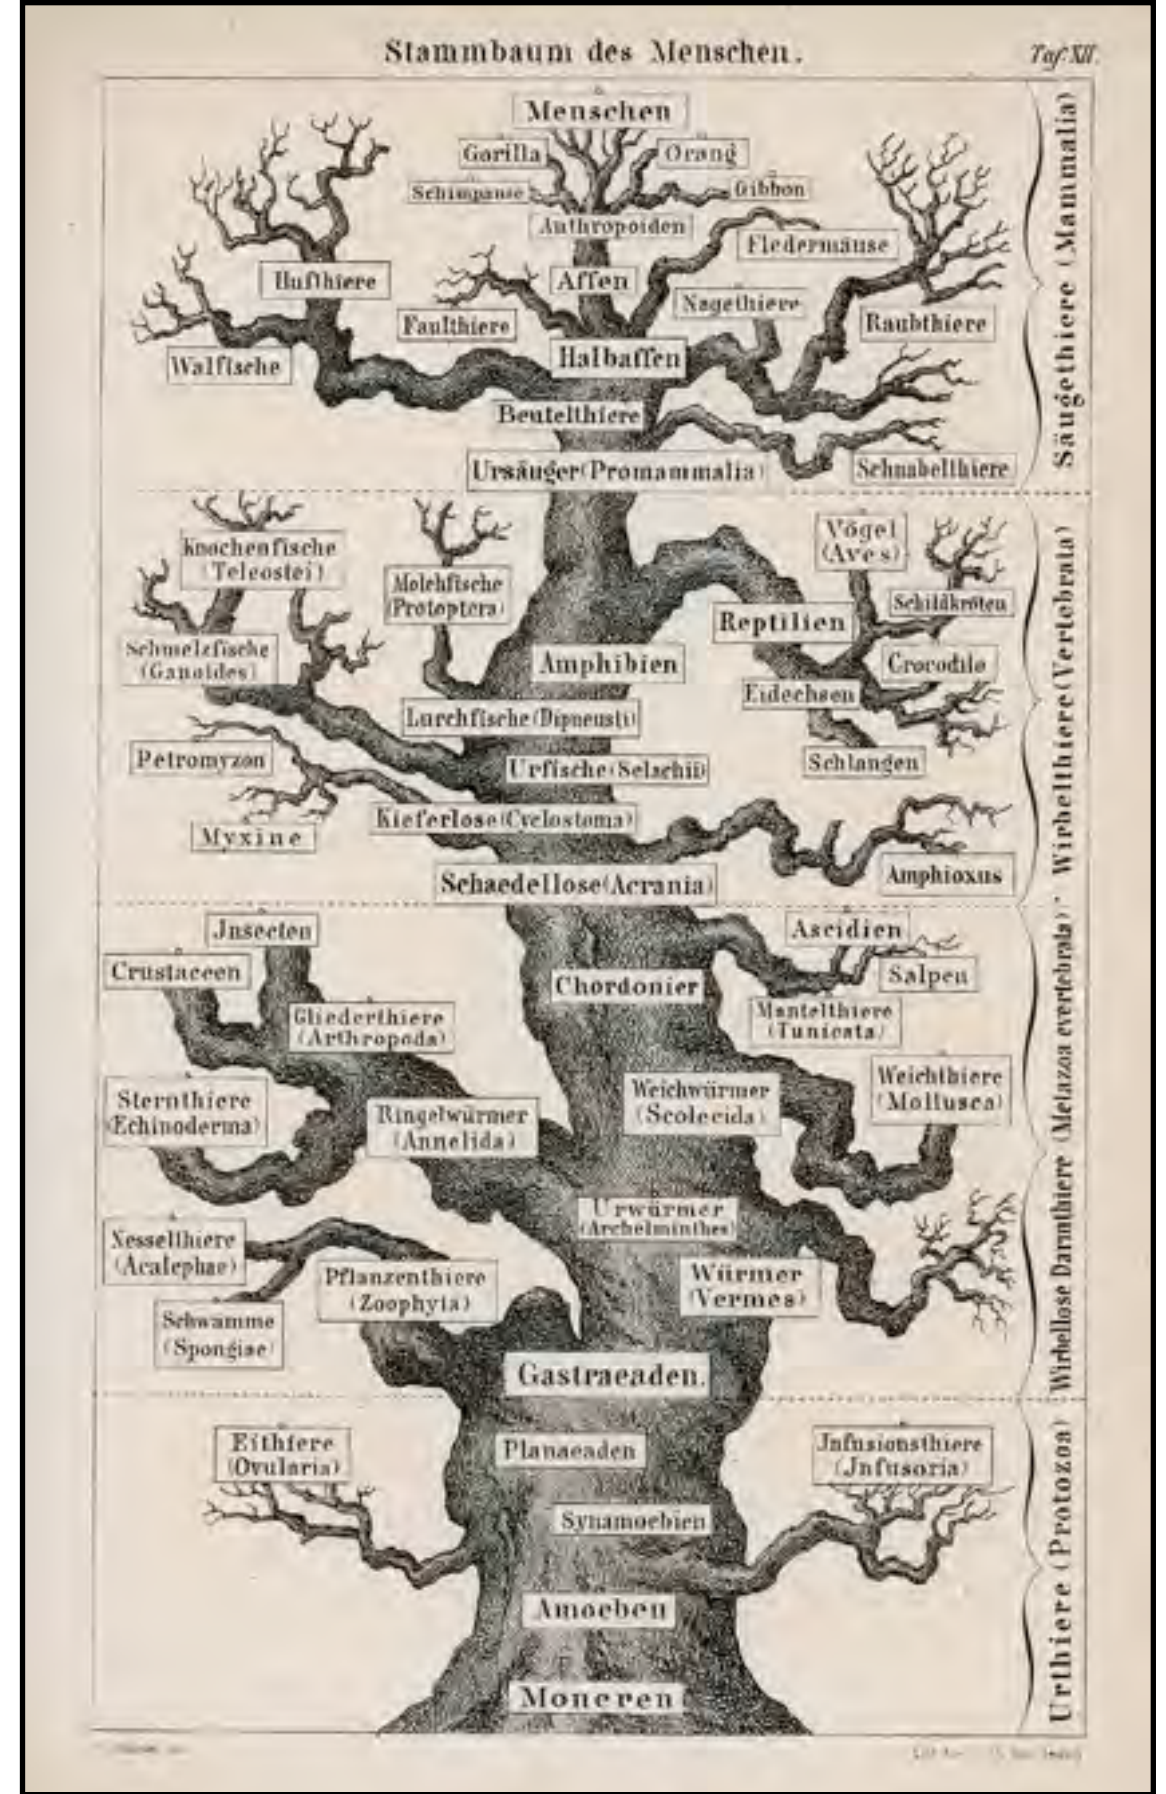 Stammbaum des Menschen.
Taf: XII.
Menschen
Gorilla
Orang
Schimpanse
Gibbon
Anthropoiden
Fledermäuse
Hufthiere
Affen
Nagethiere
Faulthiere
Raubthiere
Walfische
Halbaffen
Beutelthiere
Ursäuger (Promammalia)
Schnabelthiere
Säugethiere (Mammalia)
Knochenfische
(Teleostei)
Molchfische
(Protoptera)
Vögel
(Aves)
Schildkröten
Reptilien
Schmelzfische
(Ganoides)
Amphibien
Crocodile
Eidechsen
Lurchfische (Dipneusti)
Petromyzon
Urfische (Selachii)
Schlangen
Kieferlose (Cyclostoma)
Myxine
Schaedellose (Acrania)
Amphioxus
Wirbelthiere (Vertebrata)
Jnsecten
Ascidien
Crustaceen
Chordonier
Salpen
Gliederthiere
(Arthropoda)
Mantelthiere
(Tunicata)
Sternthiere
(Echinoderma)
Ringelwürmer
(Annelida)
Weichwürmer
(Scolecida)
Weichthiere
(Mollusca)
Urwürmer
(Archelminthes)
Nesselthiere
(Acalephae)
Pflanzenthiere
(Zoophyta)
Würmer
(Vermes)
Schwamme
(Spongiae)
Gastraeaden.
Wirbellose Darmthiere (Metazoa evertebrata)
Eithiere
(Ovularia)
Planaeaden
Jnfusionsthiere
(Jnfusoria)
Synamoebien
Amoeben
Moneren
Urthiere (Protozoa)